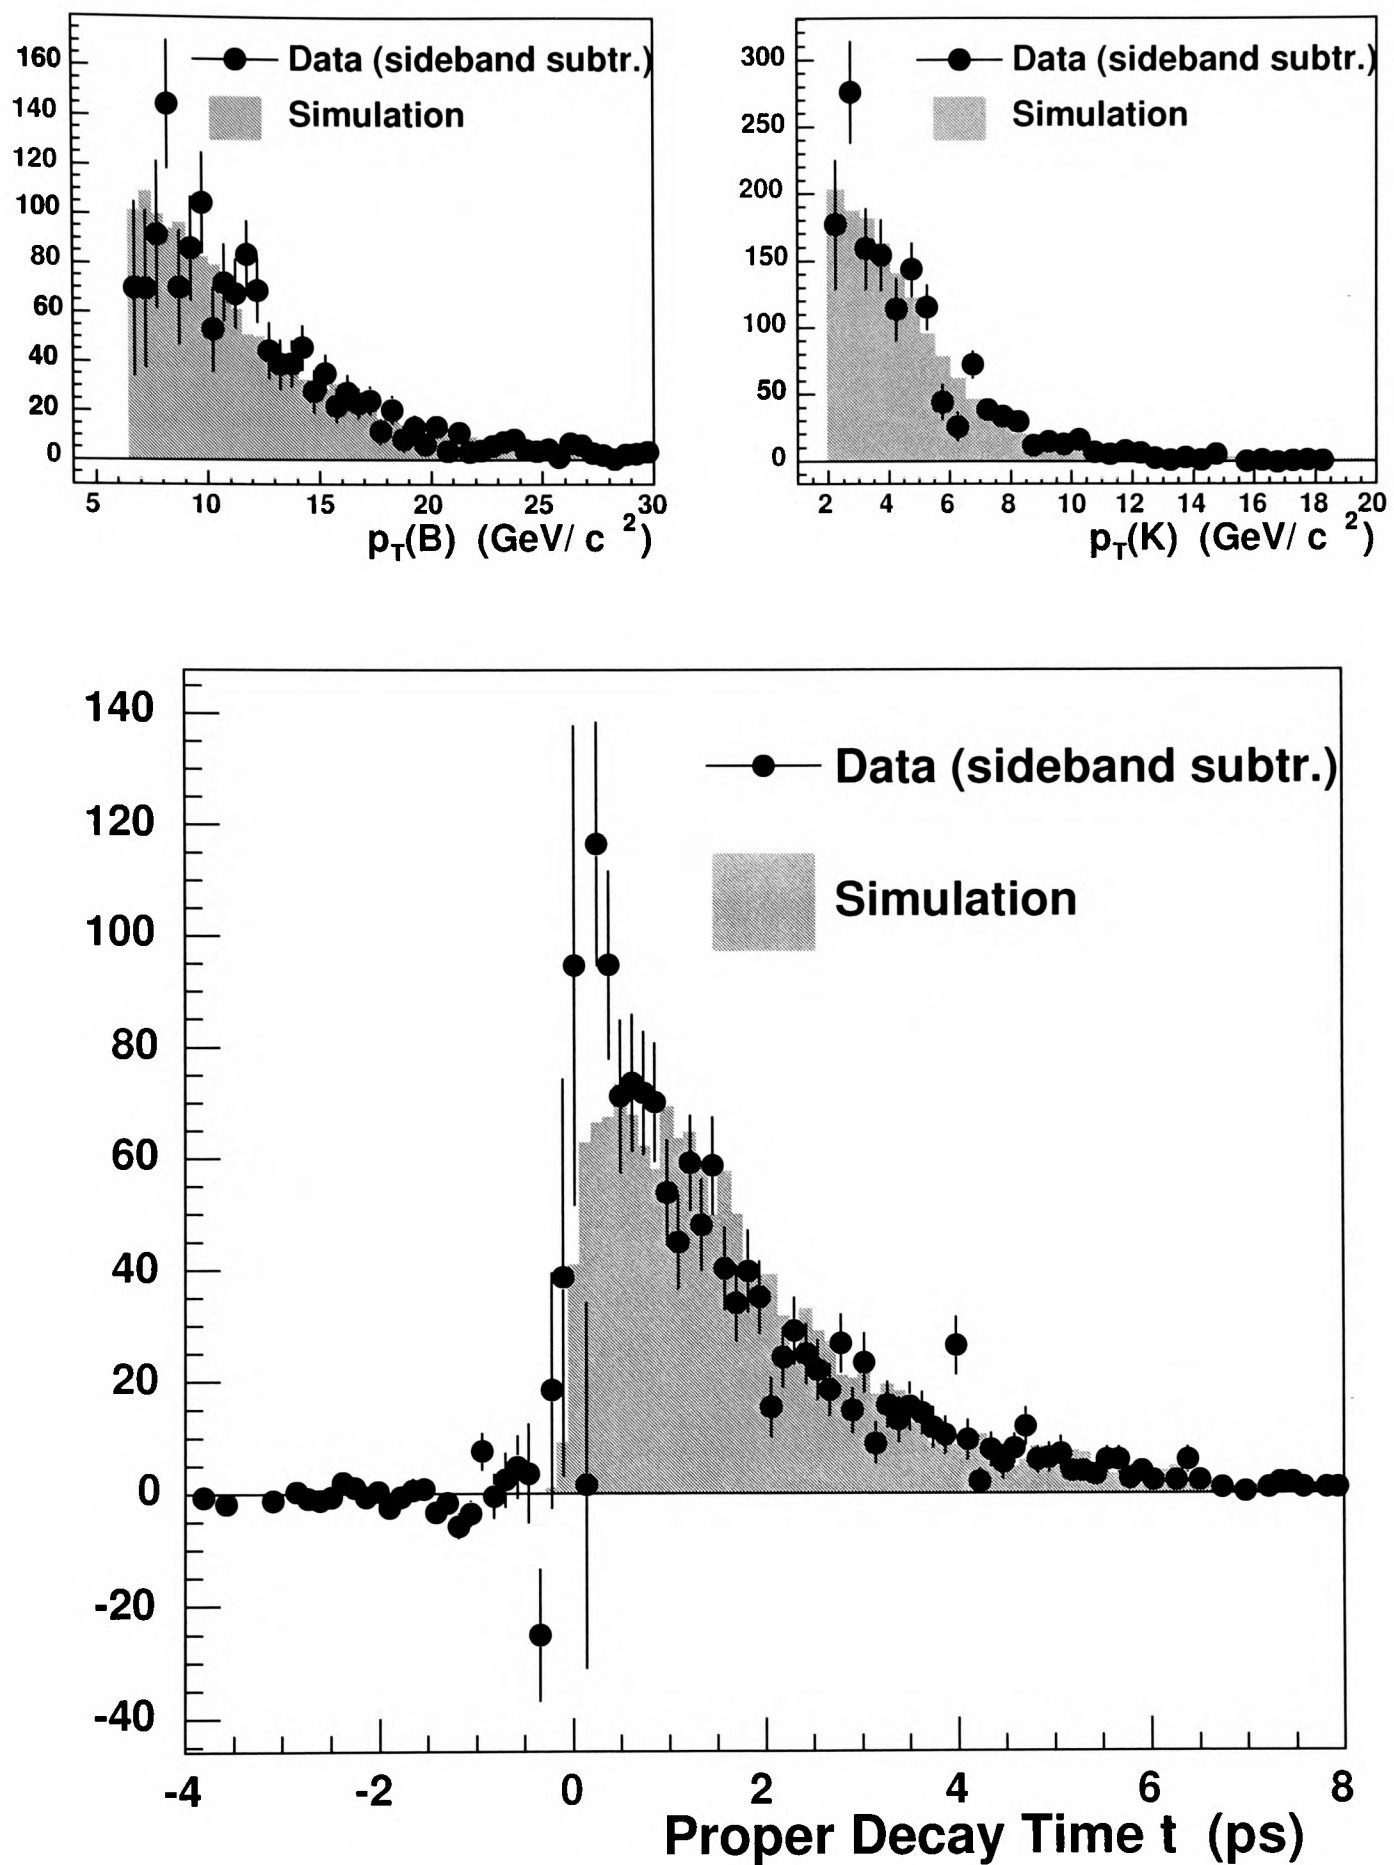 160
140
120
100
80
60
40
20
0
Data (sideband subtr.)
Simulation
5 10 15 20 25 30
pT(B) (GeV/ c 2)
300
250
200
150
100
50
0
Data (sideband subtr.)
Simulation
2 4 6 8 10 12 14 16 18 20
pT(K) (GeV/ c 2)
140
120
100
80
60
40
20
0
-20
-40
Data (sideband subtr.)
Simulation
-4 -2 0 2 4 6 8
Proper Decay Time t (ps)